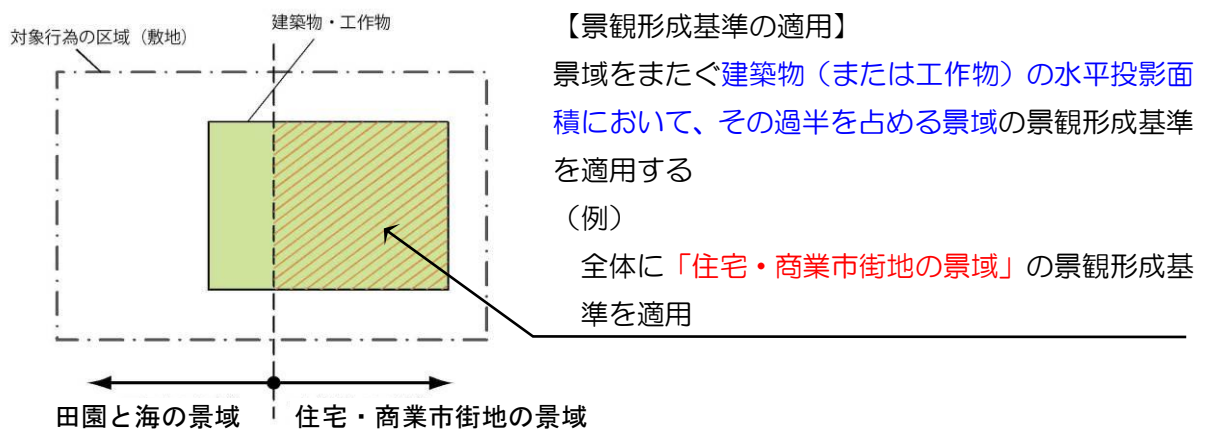 対象行為の区域（敷地）
建築物・工作物
【景観形成基準の適用】
景域をまたぐ建築物（または工作物）の水平投影面
積において、その過半を占める景域の景観形成基準
を適用する
（例）
全体に「住宅・商業市街地の景域」の景観形成基
準を適用
田園と海の景域
住宅・商業市街地の景域